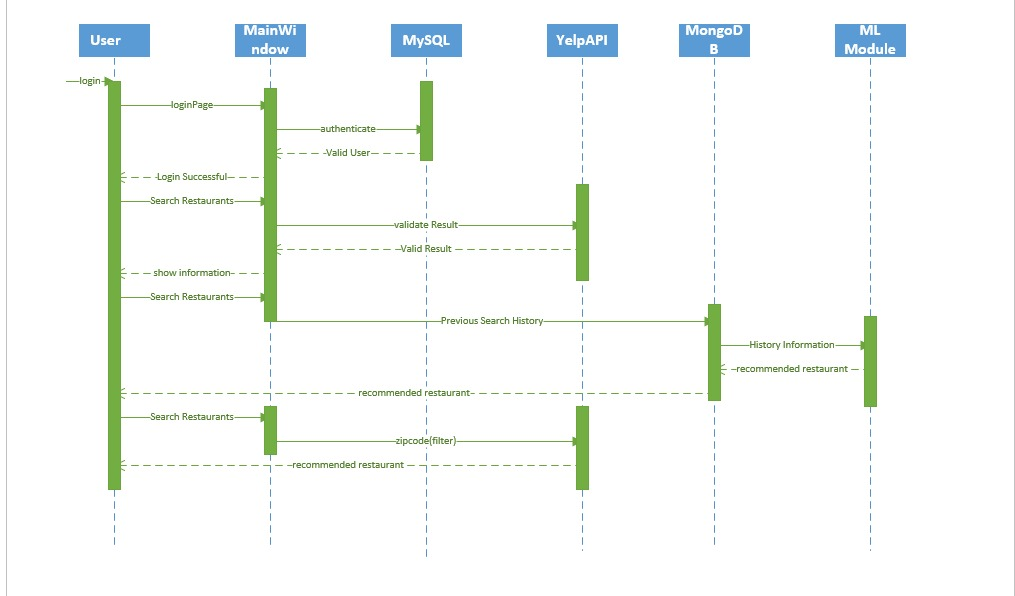 User
MainWi
ndow
MySQL
YelpAPI
MongoD
B
ML
Module
login
loginPage
authenticate
Valid User
Login Successful
Search Restaurants
validate Result
Valid Result
show information
Search Restaurants
Previous Search History
History Information
recommended restaurant
recommended restaurant
Search Restaurants
zipcode(filter)
recommended restaurant